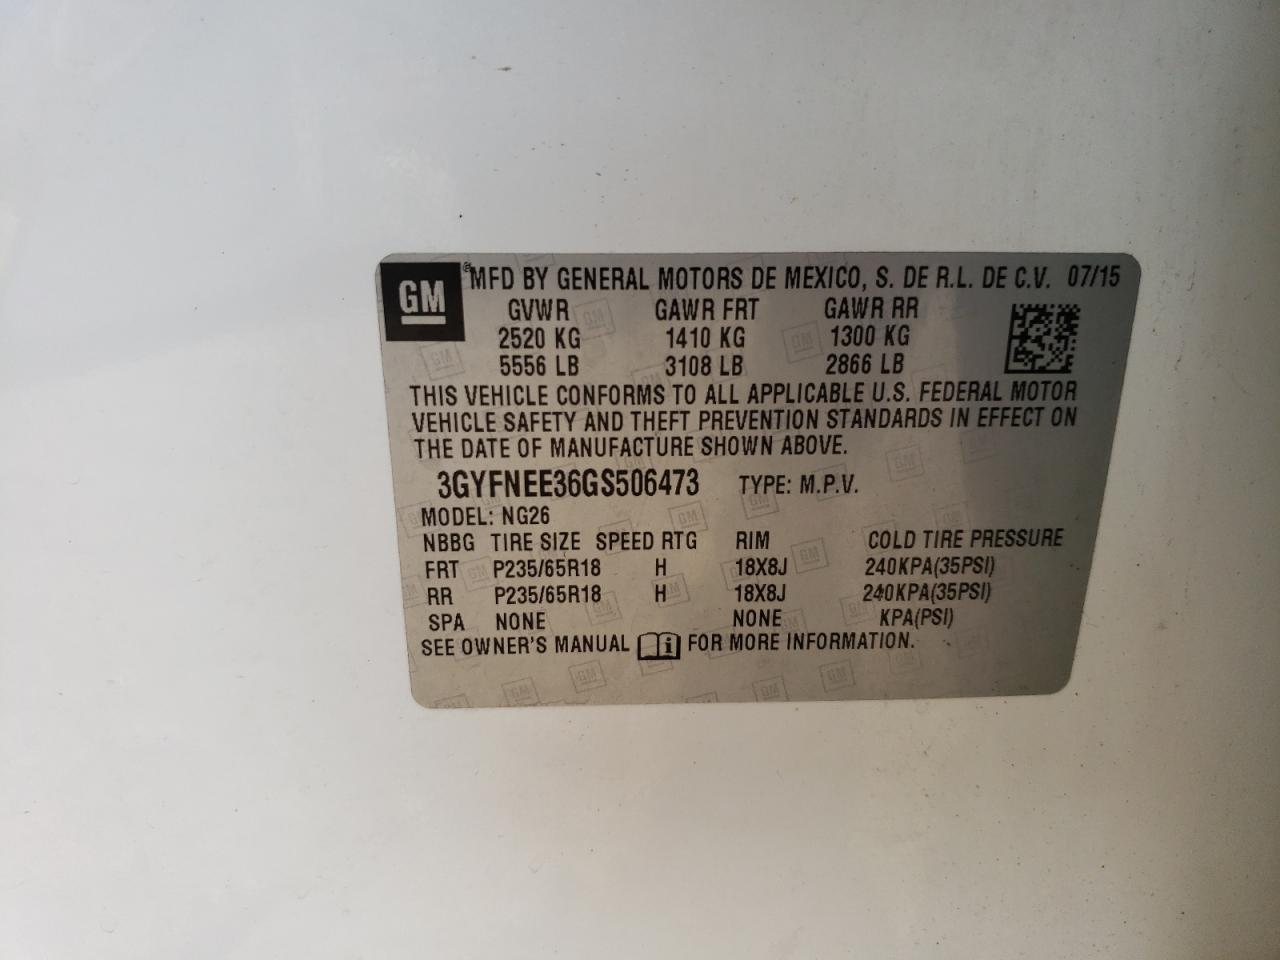 GM ® MFD BY GENERAL MOTORS DE MEXICO, S. DE R.L. DE C.V. 07/15
GVWR GAWR FRT GAWR RR
2520 KG 1410 KG 1300 KG
5556 LB 3108 LB 2866 LB
THIS VEHICLE CONFORMS TO ALL APPLICABLE U.S. FEDERAL MOTOR
VEHICLE SAFETY AND THEFT PREVENTION STANDARDS IN EFFECT ON
THE DATE OF MANUFACTURE SHOWN ABOVE.
3GYFNEE36GS506473 TYPE: M.P.V.
MODEL: NG26
NBBG TIRE SIZE SPEED RTG RIM COLD TIRE PRESSURE
FRT P235/65R18 H 18X8J 240KPA(35PSI)
RR P235/65R18 H 18X8J 240KPA(35PSI)
SPA NONE NONE KPA(PSI)
SEE OWNER'S MANUAL i FOR MORE INFORMATION.